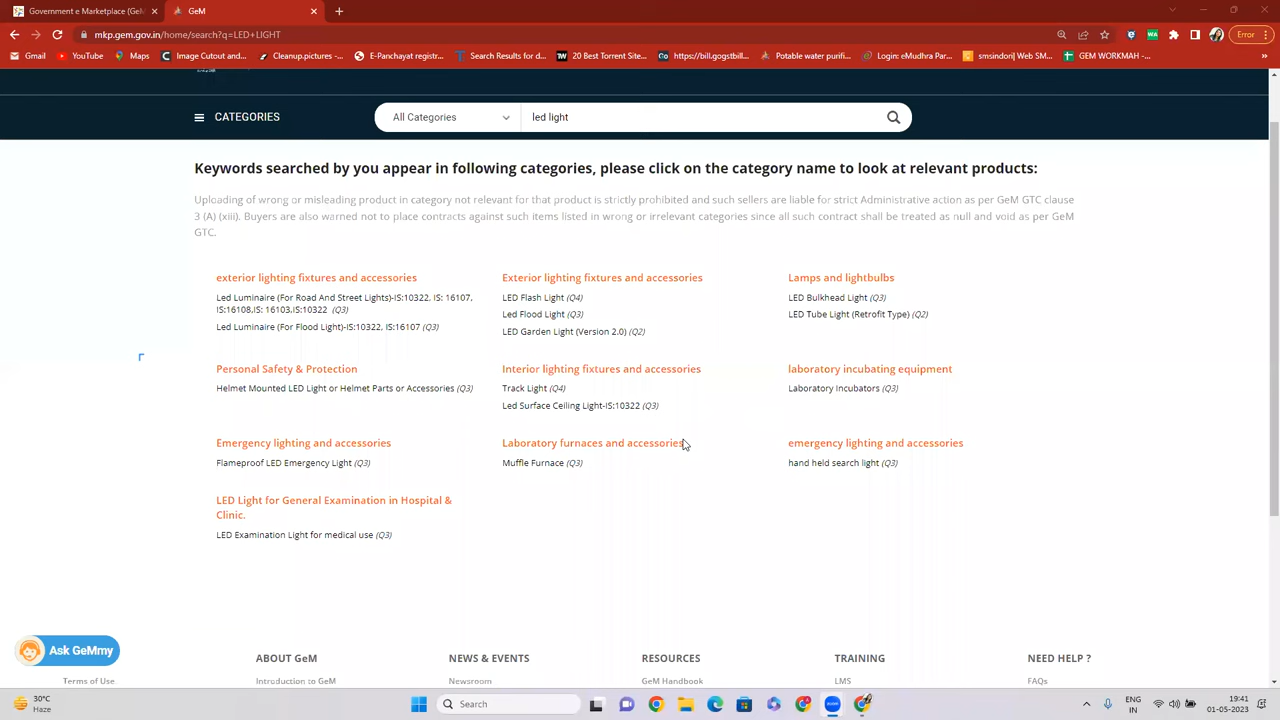 Government e Marketplace (GeM
GeM
mkp.gem.gov.in/home/search?q=LED+LIGHT
Error
Gmail
YouTube
Maps
Image Cutout and...
Cleanup.pictures -...
E-Panchayat registr...
Search Results for d...
20 Best Torrent Site...
https://bill.gogstbill...
Potable water purifi...
Login: eMudhra Par...
smsindori| Web SM...
GEM WORKMAH -...
CATEGORIES
All Categories
led light
Keywords searched by you appear in following categories, please click on the category name to look at relevant products:
Uploading of wrong or misleading product in category not relevant for that product is strictly prohibited and such sellers are liable for strict Administrative action as per GeM GTC clause
3 (A) (xiii). Buyers are also warned not to place contracts against such items listed in wrong or irrelevant categories since all such contract shall be treated as null and void as per GeM
GTC.
exterior lighting fixtures and accessories
Led Luminaire (For Road And Street Lights)-IS:10322, IS: 16107,
IS:16108,IS: 16103,IS:10322 (Q3)
Led Luminaire (For Flood Light)-IS:10322, IS:16107 (Q3)
Exterior lighting fixtures and accessories
LED Flash Light (Q4)
Led Flood Light (Q3)
LED Garden Light (Version 2.0) (Q2)
Lamps and lightbulbs
LED Bulkhead Light (Q3)
LED Tube Light (Retrofit Type) (Q2)
Personal Safety & Protection
Helmet Mounted LED Light or Helmet Parts or Accessories (Q3)
Interior lighting fixtures and accessories
Track Light (Q4)
Led Surface Ceiling Light-IS:10322 (Q3)
laboratory incubating equipment
Laboratory Incubators (Q3)
Emergency lighting and accessories
Flameproof LED Emergency Light (Q3)
Laboratory furnaces and accessories
Muffle Furnace (Q3)
emergency lighting and accessories
hand held search light (Q3)
LED Light for General Examination in Hospital &
Clinic.
LED Examination Light for medical use (Q3)
Ask GeMmy
ABOUT GeM
NEWS & EVENTS
RESOURCES
TRAINING
NEED HELP ?
Terms of Use
Introduction to GeM
Newsroom
GeM Handbook
LMS
FAQs
30°C
Haze
Search
ENG
IN
19:41
01-05-2023